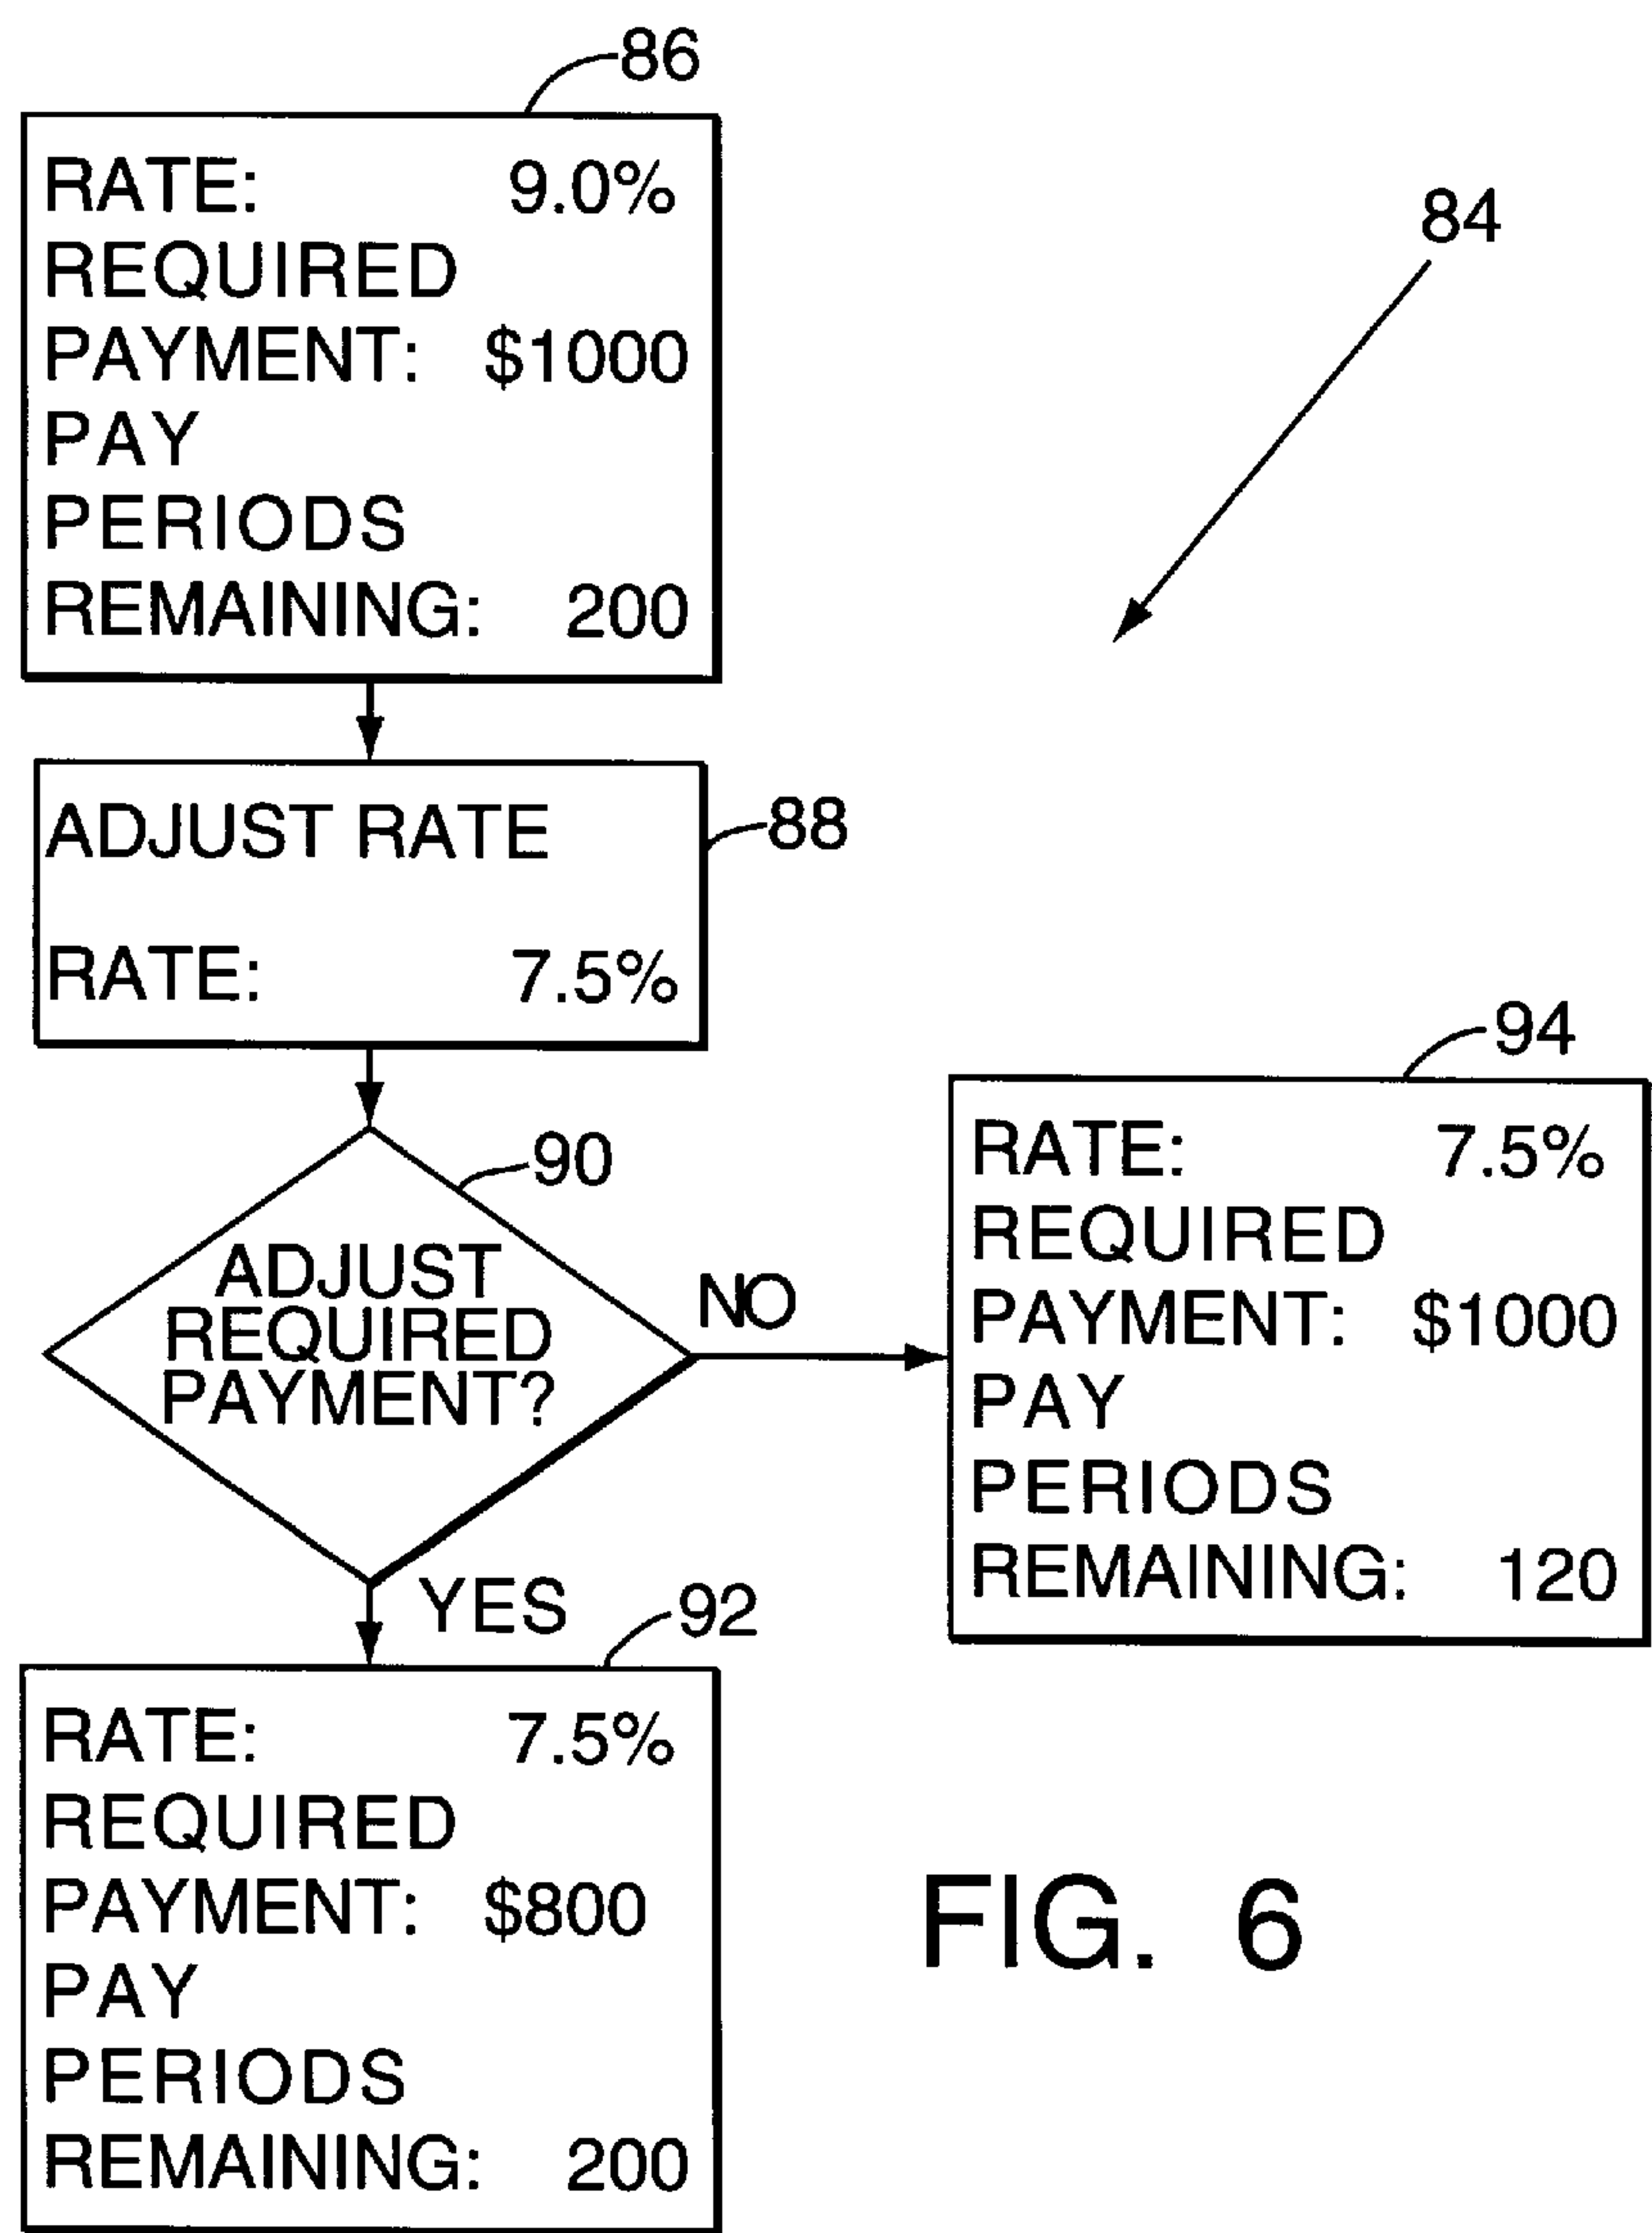 86
RATE: 9.0%
REQUIRED
PAYMENT: $1000
PAY
PERIODS
REMAINING: 200
84
ADJUST RATE
RATE: 7.5%
88
90
ADJUST
REQUIRED
PAYMENT?
NO
94
RATE: 7.5%
REQUIRED
PAYMENT: $1000
PAY
PERIODS
REMAINING: 120
YES
92
RATE: 7.5%
REQUIRED
PAYMENT: $800
PAY
PERIODS
REMAINING: 200
FIG. 6